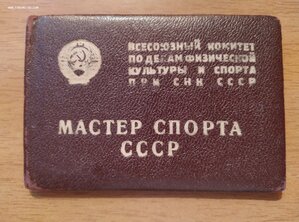 ВСЕСОЮЗНЫЙ КОМИТЕТ
ПО ДЕЛАМ ФИЗИЧЕСКОЙ
КУЛЬТУРЫ И СПОРТА
ПРИ СНК СССР
МАСТЕР СПОРТА
СССР